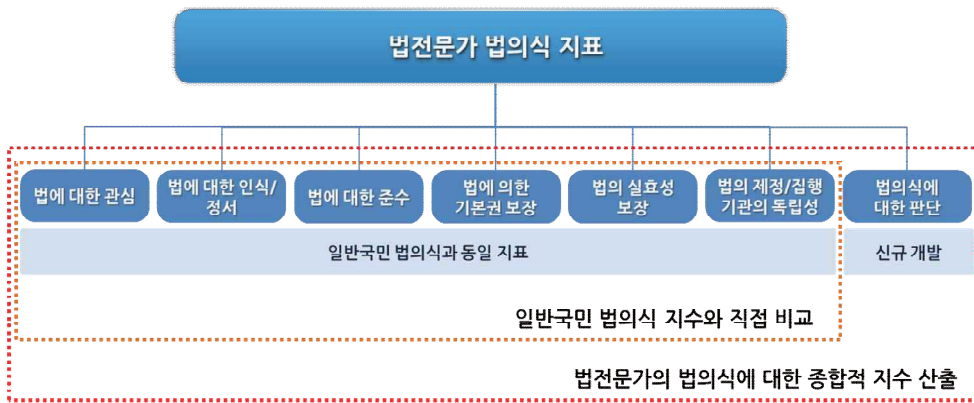 법전문가 법의식 지표
법에 대한 관심
법에 대한 인식/
정서
법에 대한 준수
법에 의한
기본권 보장
법의 실효성
보장
법의 제정/집행
기관의 독립성
법의식에
대한 판단
일반국민 법의식과 동일 지표
신규 개발
일반국민 법의식 지수와 직접 비교
법전문가의 법의식에 대한 종합적 지수 산출